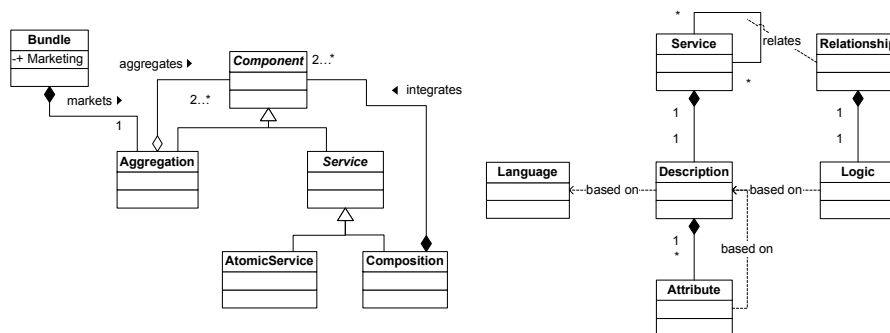 Bundle
-+ Marketing
aggregates
Component
2…*
2…*
integrates
markets
1
Aggregation
Service
AtomicService
Composition
*
Service
relates
Relationship
*
1
1
1
1
Language
based on
Description
based on
Logic
1
*
based on
Attribute